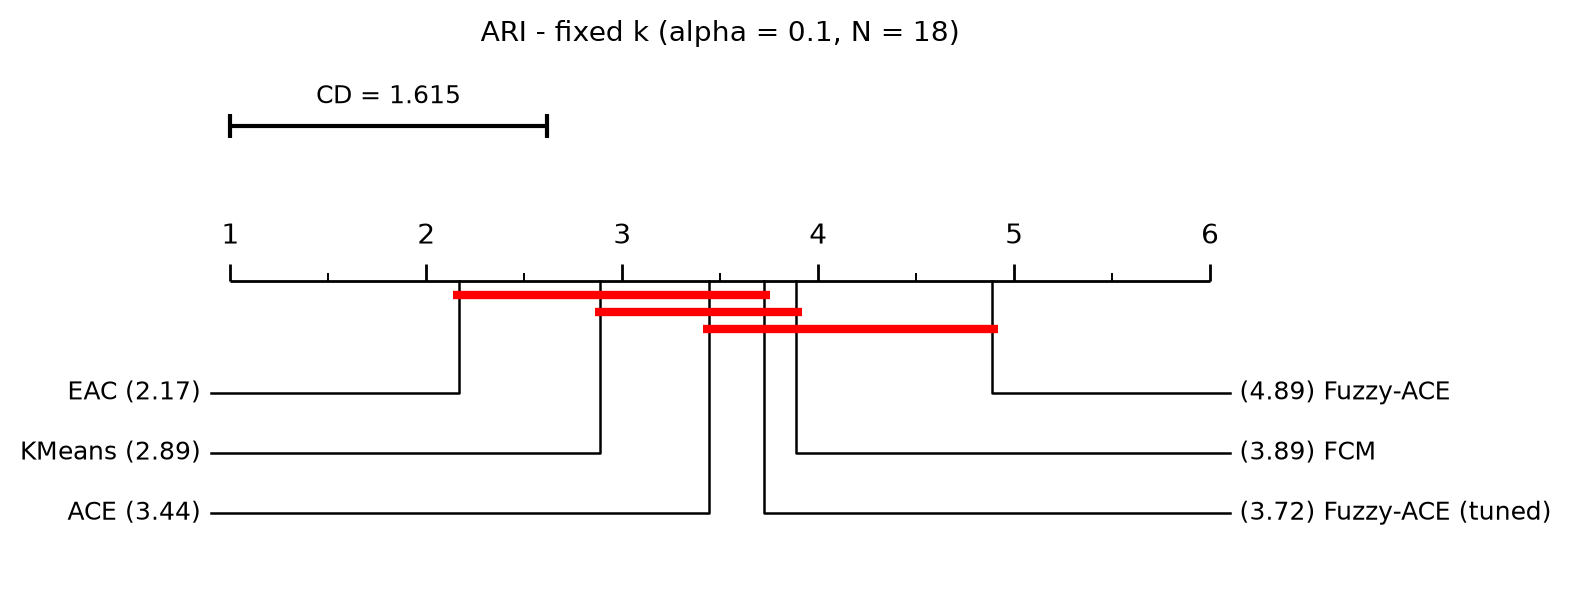 ARI - fixed k (alpha = 0.1, N = 18)
CD = 1.615
1 2 3 4 5 6
EAC (2.17)
(4.89) Fuzzy-ACE
KMeans (2.89)
(3.89) FCM
ACE (3.44)
(3.72) Fuzzy-ACE (tuned)